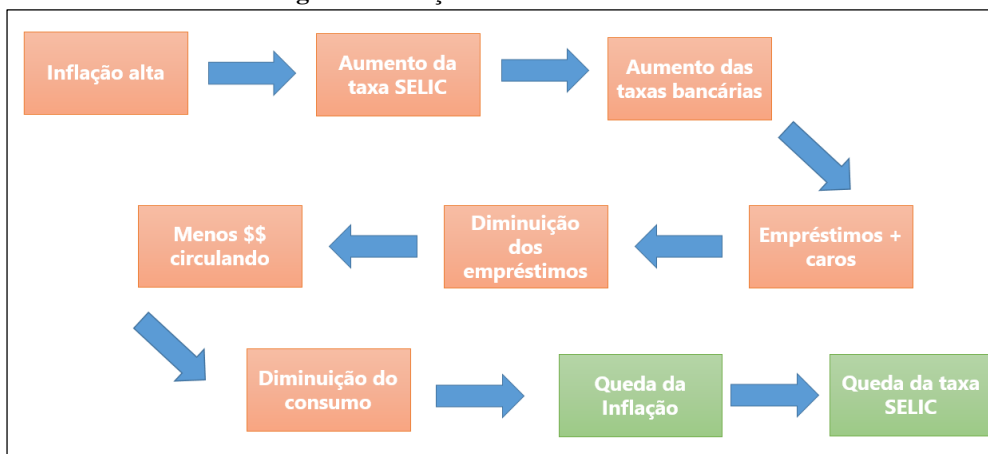 Inflação alta
Aumento da
taxa SELIC
Aumento das
taxas bancárias
Empréstimos +
caros
Diminuição
dos
empréstimos
Menos $$
circulando
Diminuição do
consumo
Queda da
Inflação
Queda da taxa
SELIC